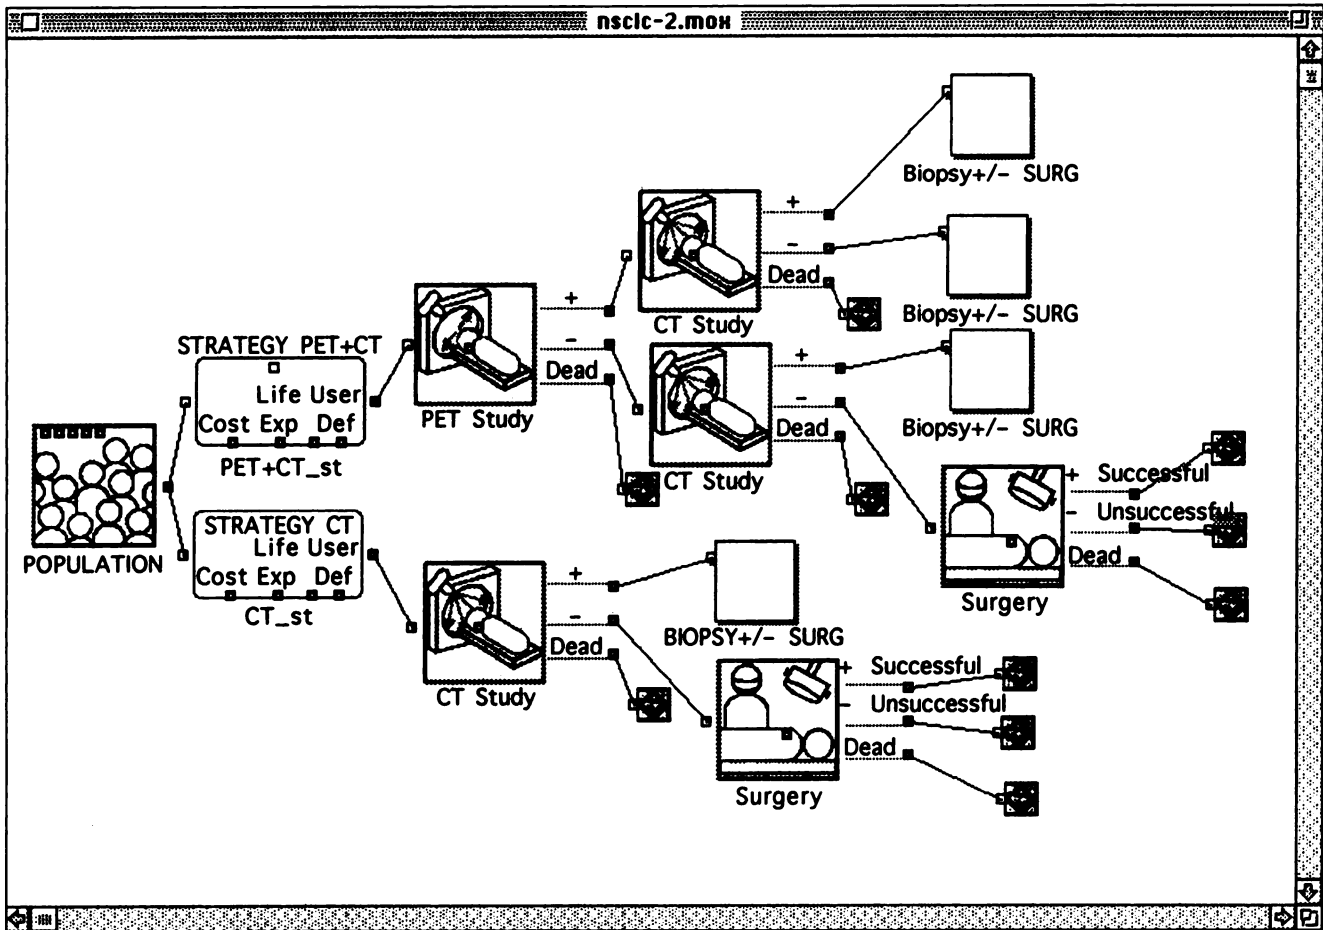 nsclc-2.mox
Biopsy+/- SURG
+
-
Dead
CT Study
Biopsy+/- SURG
STRATEGY PET+CT
Life User
Cost Exp Def
PET+CT_st
+
-
Dead
PET Study
+
-
Dead
CT Study
Biopsy+/- SURG
POPULATION
STRATEGY CT
Life User
Cost Exp Def
CT_st
+ Successful
- Unsuccessful
Dead
Surgery
+
-
Dead
CT Study
BIOPSY+/- SURG
+ Successful
- Unsuccessful
Dead
Surgery